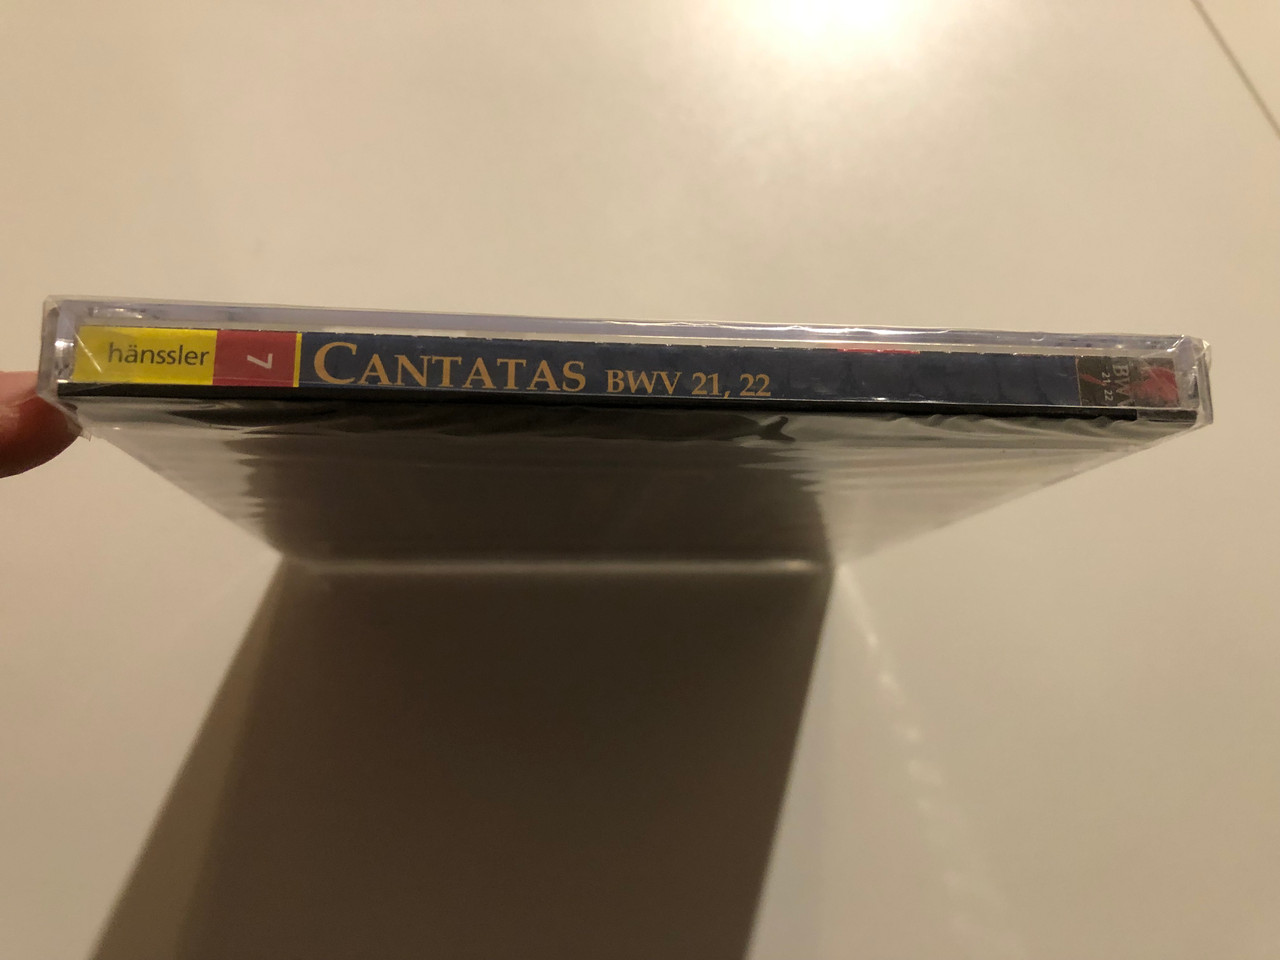 hänssler
7
CANTATAS BWV 21, 22
BWV
21, 22